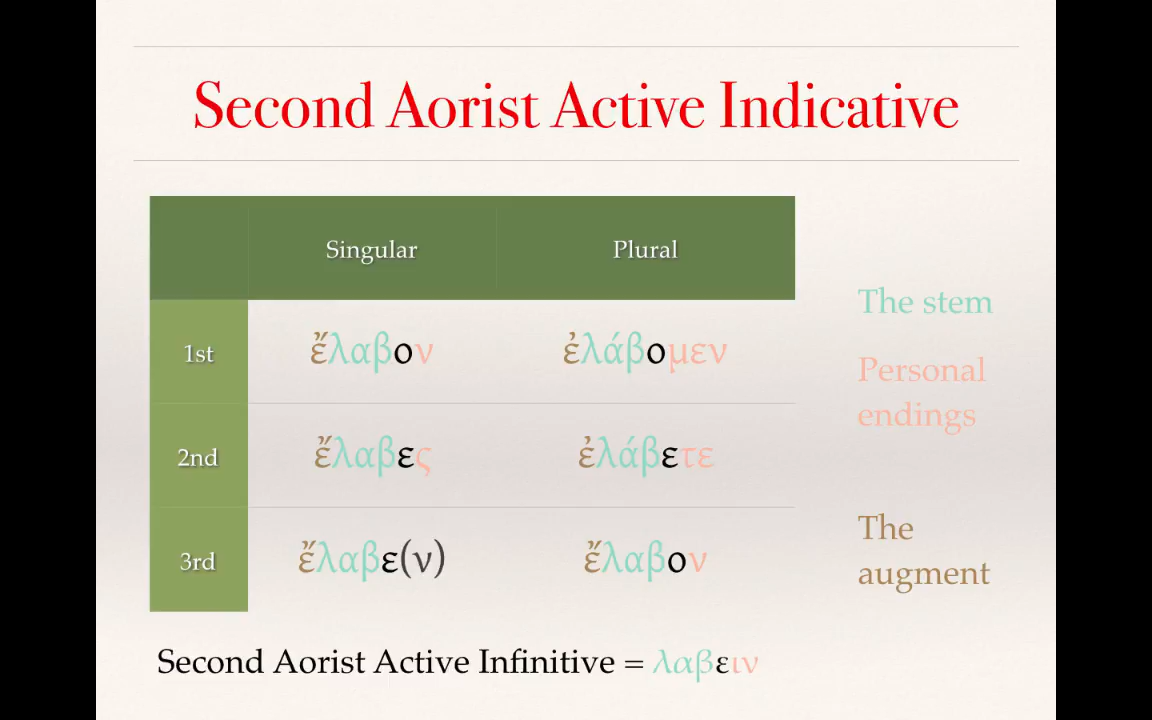 Second Aorist Active Indicative
Singular Plural
1st ἔλαβον ἐλάβομεν
2nd ἔλαβες ἐλάβετε
3rd ἔλαβε(ν) ἔλαβον
The stem
Personal
endings
The
augment
Second Aorist Active Infinitive = λαβειν